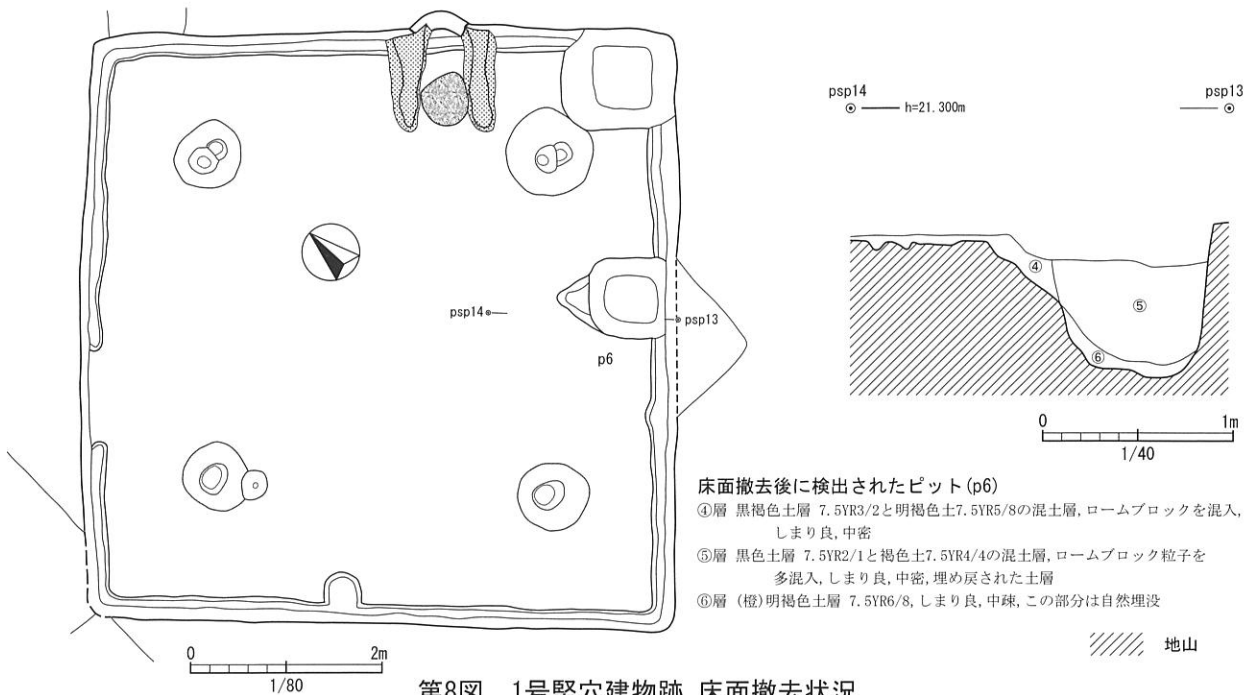 psp14
psp13
h=21.300m
psp14
psp13
p6
0 1m
1/40
床面撤去後に検出されたピット(p6)
④層 黒褐色土層 7.5YR3/2と明褐色土7.5YR5/8の混土層,ロームブロックを混入,
しまり良,中密
⑤層 黒色土層 7.5YR2/1と褐色土7.5YR4/4の混土層,ロームブロック粒子を
多混入,しまり良,中密,埋め戻された土層
⑥層 (橙)明褐色土層 7.5YR6/8,しまり良,中疎,この部分は自然埋没
④
⑤
⑥
地山
0 2m
1/80
第8図 1号竪穴建物跡 床面撤去状況